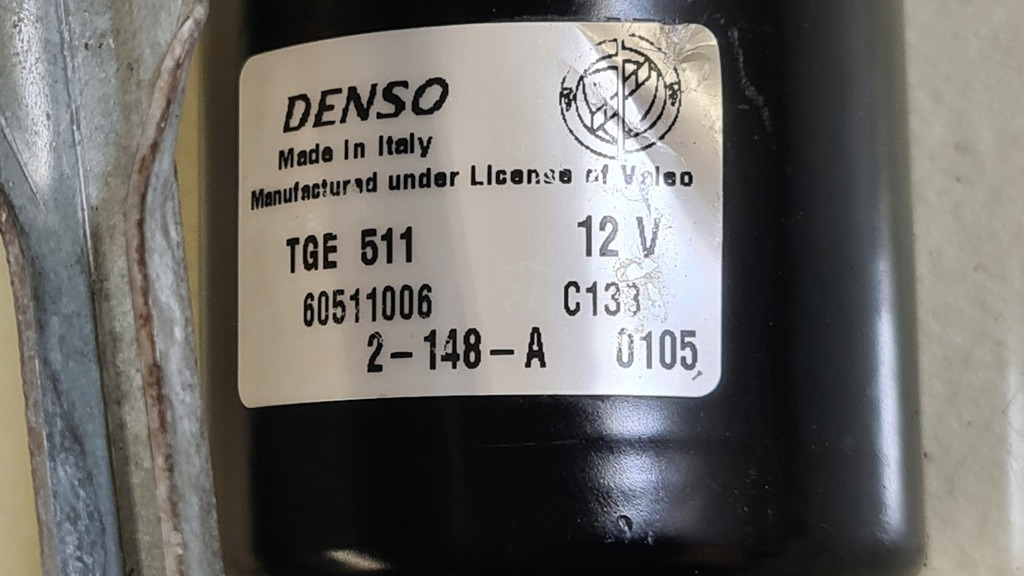 DENSO
Made in Italy
Manufactured under License of Valeo
TGE 511 12 V
60511006 C133
2-148-A 0105